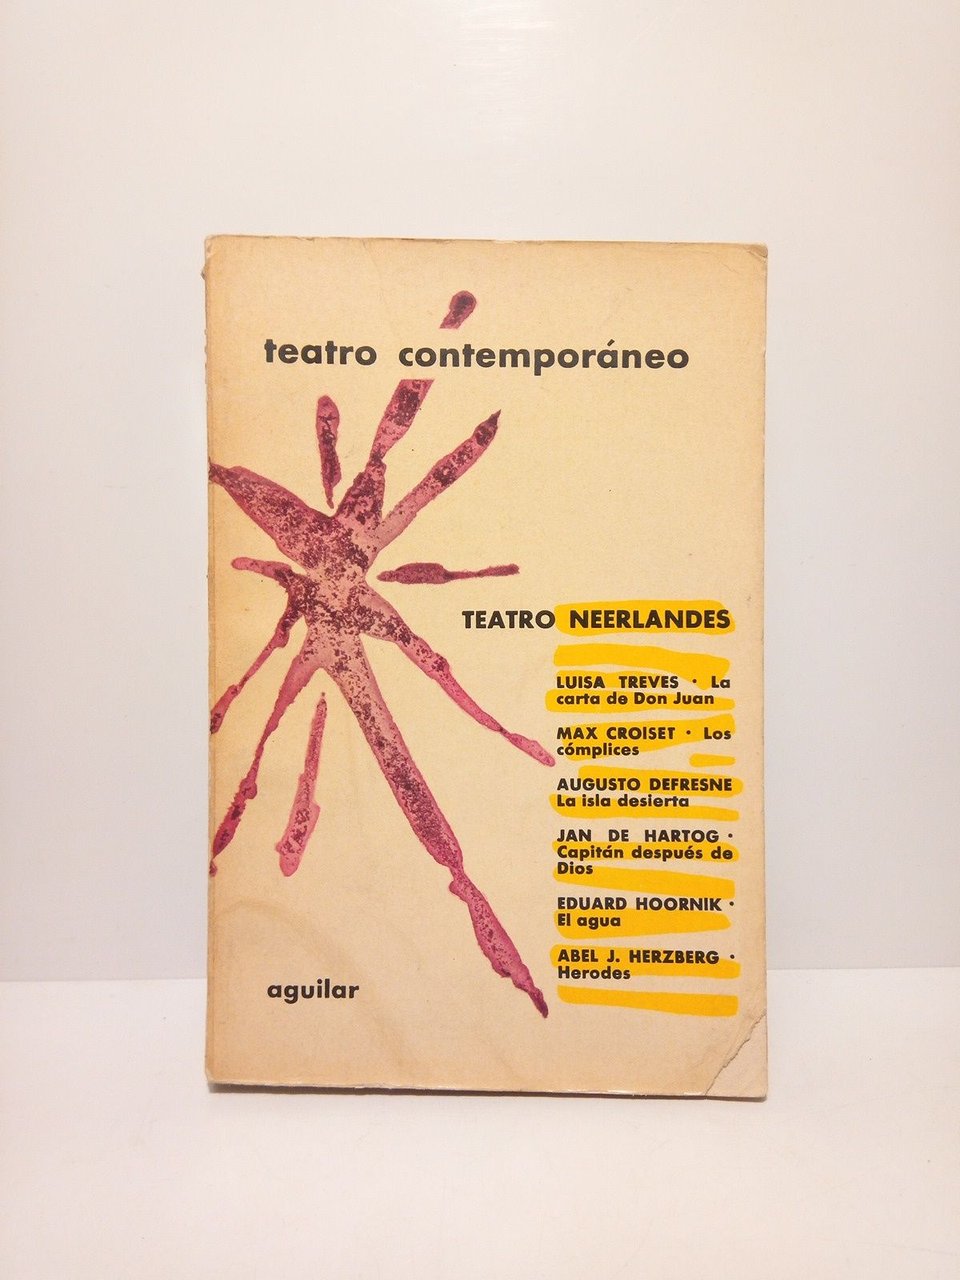 teatro contemporáneo
TEATRO NEERLANDES
LUISA TREVES · La
carta de Don Juan
MAX CROISET · Los
cómplices
AUGUSTO DEFRESNE
La isla desierta
JAN DE HARTOG ·
Capitán después de
Dios
EDUARD HOORNIK ·
El agua
ABEL J. HERZBERG ·
Herodes
aguilar